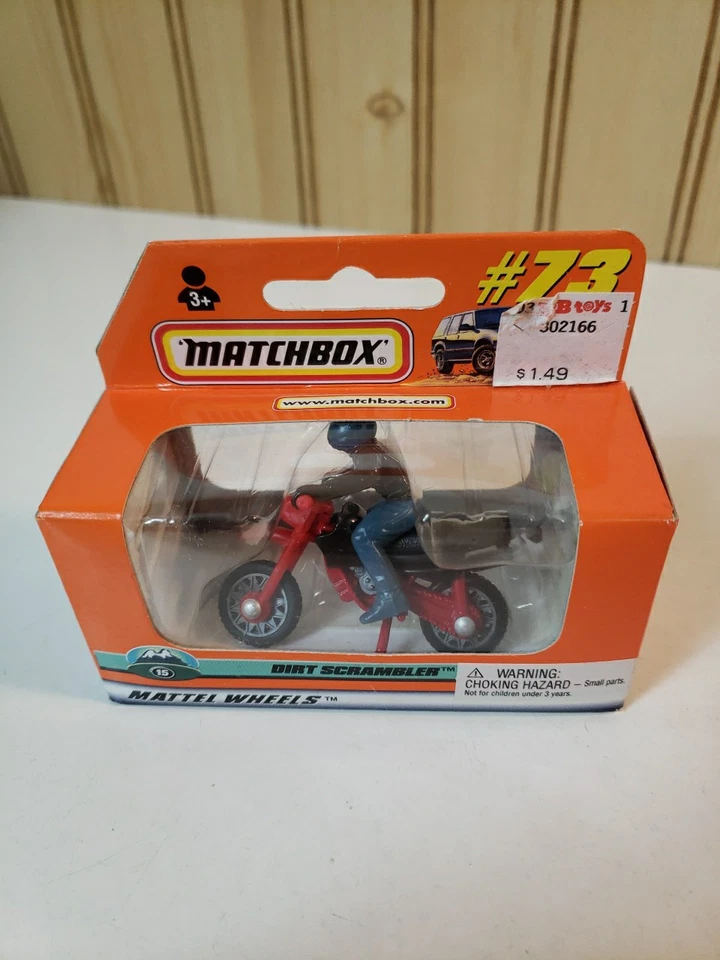 #73
3+
K·B toys 1
302166
$1.49
'MATCHBOX'®
www.matchbox.com
15
DIRT SCRAMBLER™
MATTEL WHEELS™
WARNING:
CHOKING HAZARD – Small parts.
Not for children under 3 years.